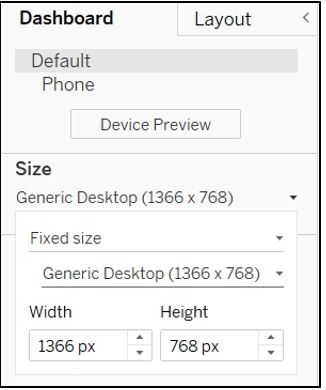 Dashboard Layout <
Default
Phone
Device Preview
Size
Generic Desktop (1366 x 768)
Fixed size
Generic Desktop (1366 x 768)
Width Height
1366 px 768 px